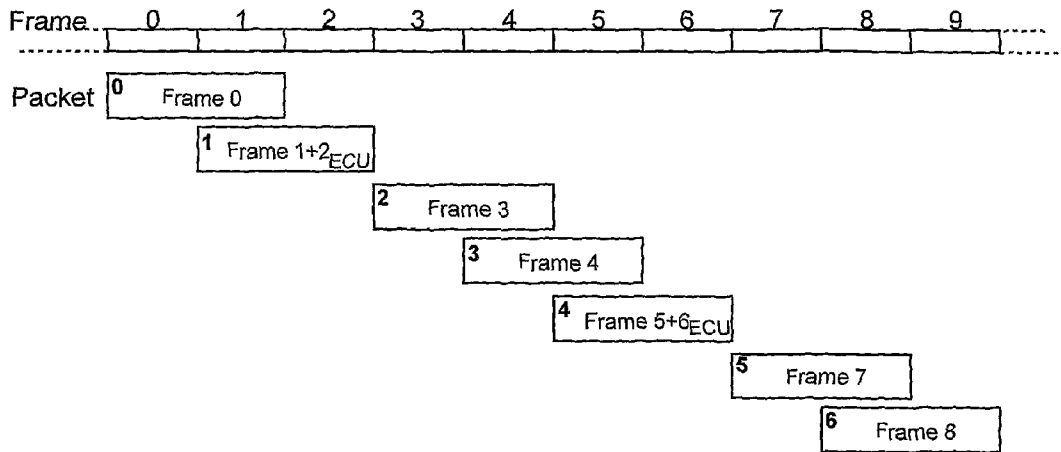 Frame 0 1 2 3 4 5 6 7 8 9
Packet 0 Frame 0
1 Frame 1+2ECU
2 Frame 3
3 Frame 4
4 Frame 5+6ECU
5 Frame 7
6 Frame 8